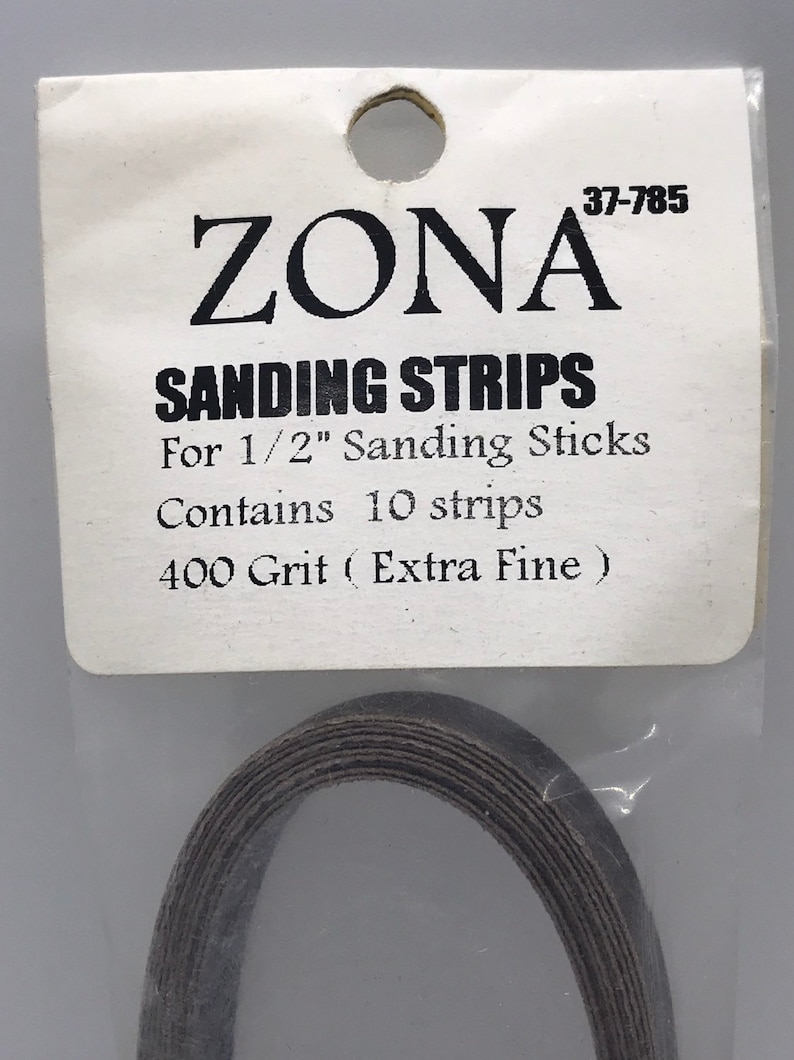 37-785
ZONA
SANDING STRIPS
For 1/2" Sanding Sticks
Contains 10 strips
400 Grit ( Extra Fine )